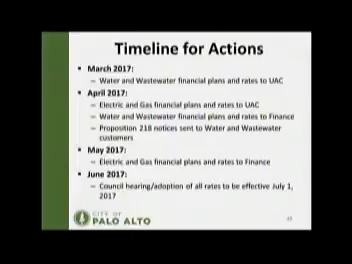 Timeline for Actions
▪ March 2017:
– Water and Wastewater financial plans and rates to UAC
▪ April 2017:
– Electric and Gas financial plans and rates to UAC
– Water and Wastewater financial plans and rates to Finance
– Proposition 218 notices sent to Water and Wastewater
customers
▪ May 2017:
– Electric and Gas financial plans and rates to Finance
▪ June 2017:
– Council hearing/adoption of all rates to be effective July 1,
2017
CITY OF
PALO ALTO